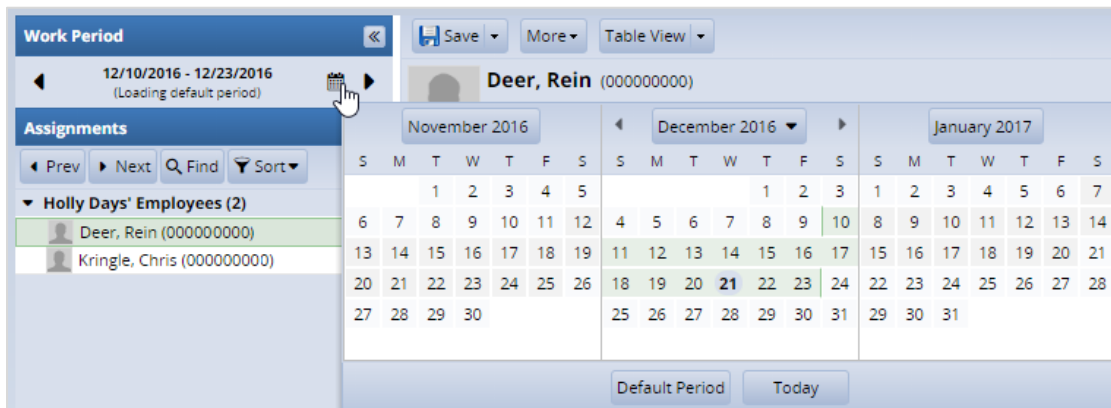 Work Period
Save More Table View
12/10/2016 - 12/23/2016
(Loading default period)
Deer, Rein (000000000)
Assignments
Prev Next Find Sort
Holly Days' Employees (2)
Deer, Rein (000000000)
Kringle, Chris (000000000)
November 2016 December 2016 January 2017
S M T W T F S S M T W T F S S M T W T F S
1 2 3 4 5 1 2 3 1 2 3 4 5 6 7
6 7 8 9 10 11 12 4 5 6 7 8 9 10 8 9 10 11 12 13 14
13 14 15 16 17 18 19 11 12 13 14 15 16 17 15 16 17 18 19 20 21
20 21 22 23 24 25 26 18 19 20 21 22 23 24 22 23 24 25 26 27 28
27 28 29 30 25 26 27 28 29 30 31 29 30 31
Default Period Today